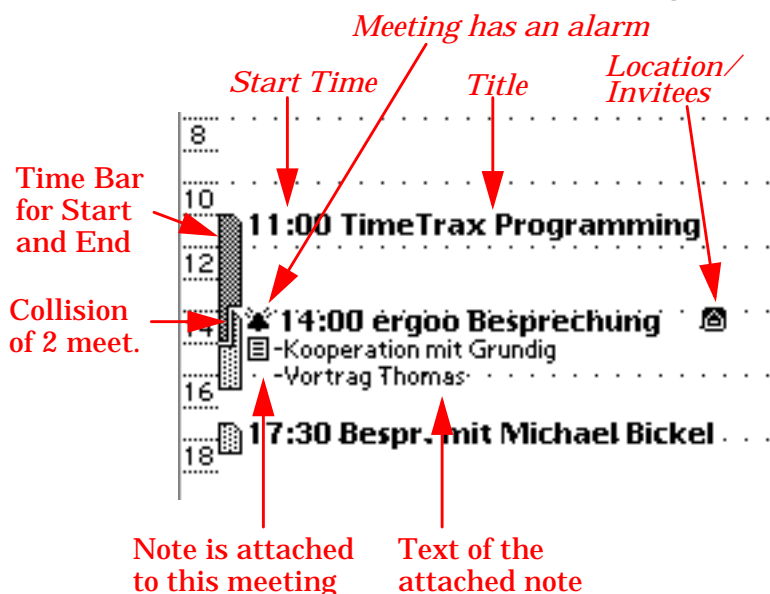 Meeting has an alarm
Start Time
Title
Location/
Invitees
8
10
Time Bar
for Start
and End
11:00 TimeTrax Programming
12
Collision
of 2 meet.
14:00 ergoo Besprechung
-Kooperation mit Grundig
-Vortrag Thomas
16
17:30 Bespr. mit Michael Bickel
18
Note is attached
to this meeting
Text of the
attached note